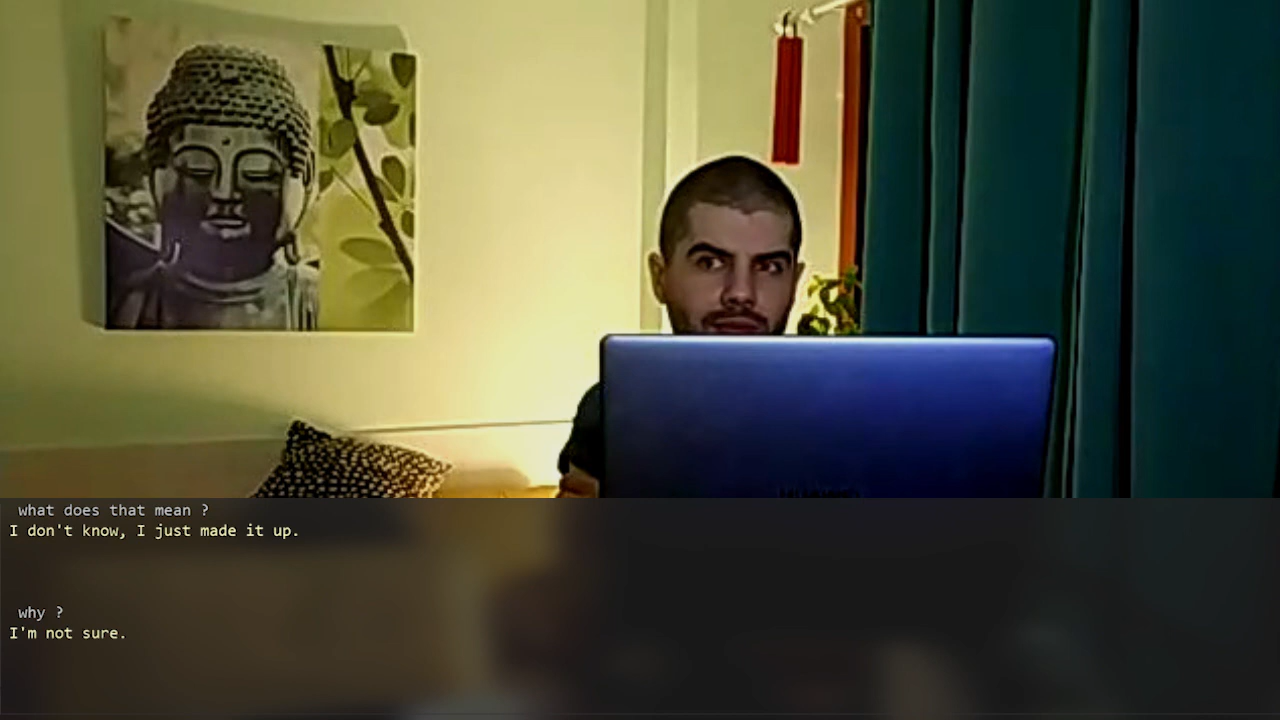 what does that mean ?
I don't know, I just made it up.
why ?
I'm not sure.